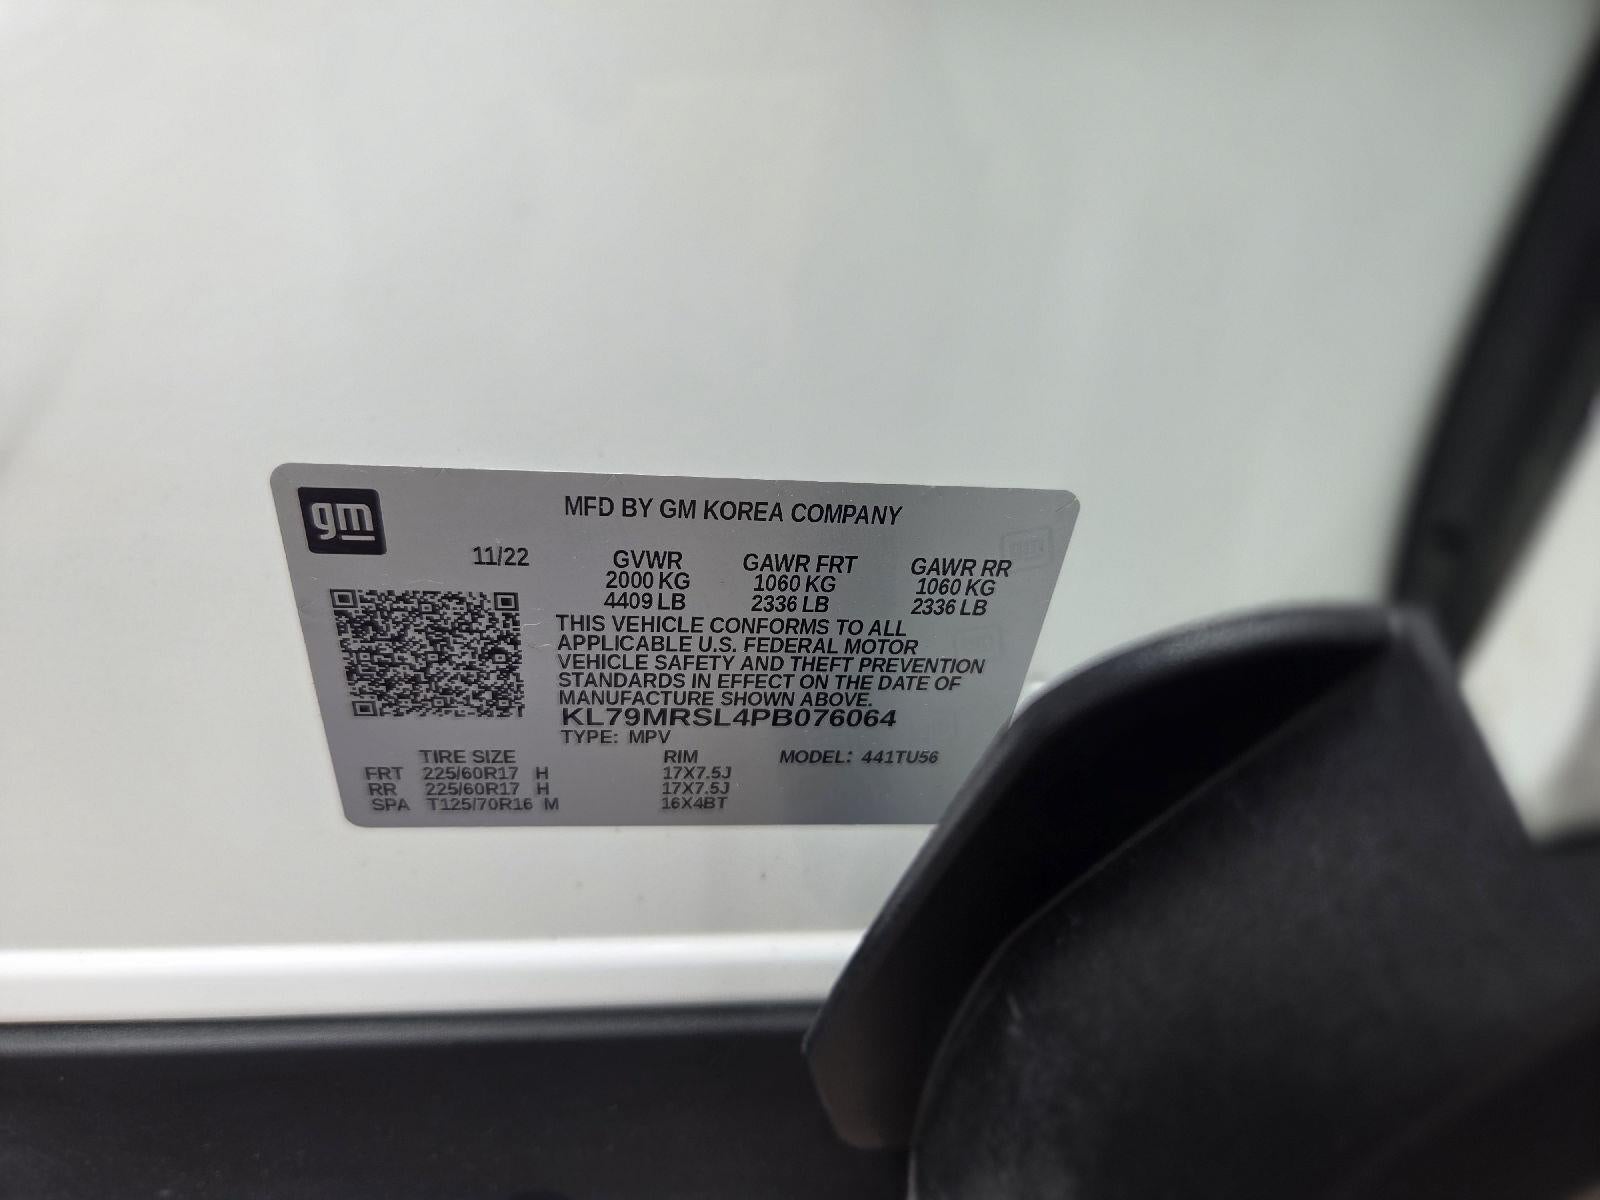 gm
MFD BY GM KOREA COMPANY
11/22 GVWR GAWR FRT GAWR RR
2000 KG 1060 KG 1060 KG
4409 LB 2336 LB 2336 LB
THIS VEHICLE CONFORMS TO ALL
APPLICABLE U.S. FEDERAL MOTOR
VEHICLE SAFETY AND THEFT PREVENTION
STANDARDS IN EFFECT ON THE DATE OF
MANUFACTURE SHOWN ABOVE.
KL79MRSL4PB076064
TYPE: MPV
TIRE SIZE RIM MODEL: 441TU56
FRT 225/60R17 H 17X7.5J
RR 225/60R17 H 17X7.5J
SPA T125/70R16 M 16X4BT